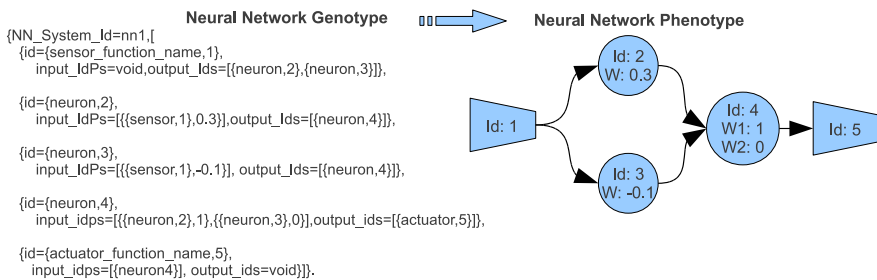 Neural Network Genotype
Neural Network Phenotype
{NN_System_Id=nn1,[
{id={sensor_function_name,1},
input_IdPs=void,output_Ids=[{neuron,2},{neuron,3}]},
{id={neuron,2},
input_IdPs=[{{sensor,1},0.3}],output_Ids=[{neuron,4}]},
{id={neuron,3},
input_IdPs=[{{sensor,1},-0.1}], output_Ids=[{neuron,4}]},
{id={neuron,4},
input_idps=[{{neuron,2},1},{{neuron,3},0}],output_ids=[{actuator,5}]},
{id={actuator_function_name,5},
input_idps=[{neuron4}], output_ids=void}]}.
Id: 1
Id: 2
W: 0.3
Id: 3
W: -0.1
Id: 4
W1: 1
W2: 0
Id: 5